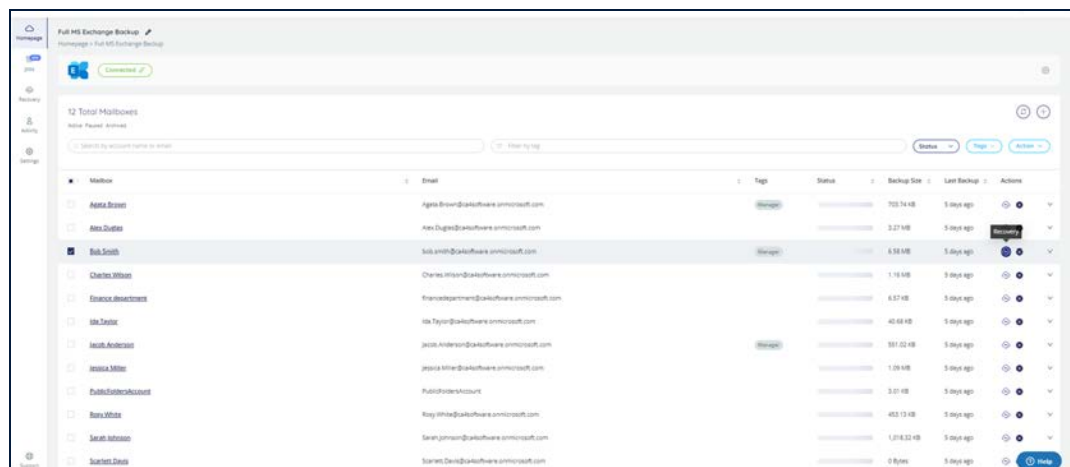 Homepage
Full MS Exchange Backup
Homepage > Full MS Exchange Backup
Jobs
Connected
Recovery
Activity
Settings
12 Total Mailboxes
Active Paused Archived
Search by account name or email
Filter by tag
Status
Tags
Action
Mailbox Email Tags Status Backup Size Last Backup Actions
Agata Brown Agata.Brown@ca4software.onmicrosoft.com Manager 703.74 KB 5 days ago
Alex Dugles Alex.Dugles@ca4software.onmicrosoft.com 3.27 MB 5 days ago
Recovery
Bob Smith bob.smith@ca4software.onmicrosoft.com Manager 6.58 MB 5 days ago
Charles Wilson Charles.Wilson@ca4software.onmicrosoft.com 1.16 MB 5 days ago
Finance department financedepartment@ca4software.onmicrosoft.com 6.57 KB 5 days ago
Ida Taylor Ida.Taylor@ca4software.onmicrosoft.com 40.68 KB 5 days ago
Jacob Anderson Jacob.Anderson@ca4software.onmicrosoft.com Manager 551.02 KB 5 days ago
Jessica Miller Jessica.Miller@ca4software.onmicrosoft.com 1.09 MB 5 days ago
PublicFoldersAccount PublicFoldersAccount 3.01 KB 5 days ago
Roxy White Roxy.White@ca4software.onmicrosoft.com 453.13 KB 5 days ago
Sarah Johnson Sarah.Johnson@ca4software.onmicrosoft.com 1,018.32 KB 5 days ago
Scarlett Davis Scarlett.Davis@ca4software.onmicrosoft.com 0 Bytes 5 days ago
Support
Help